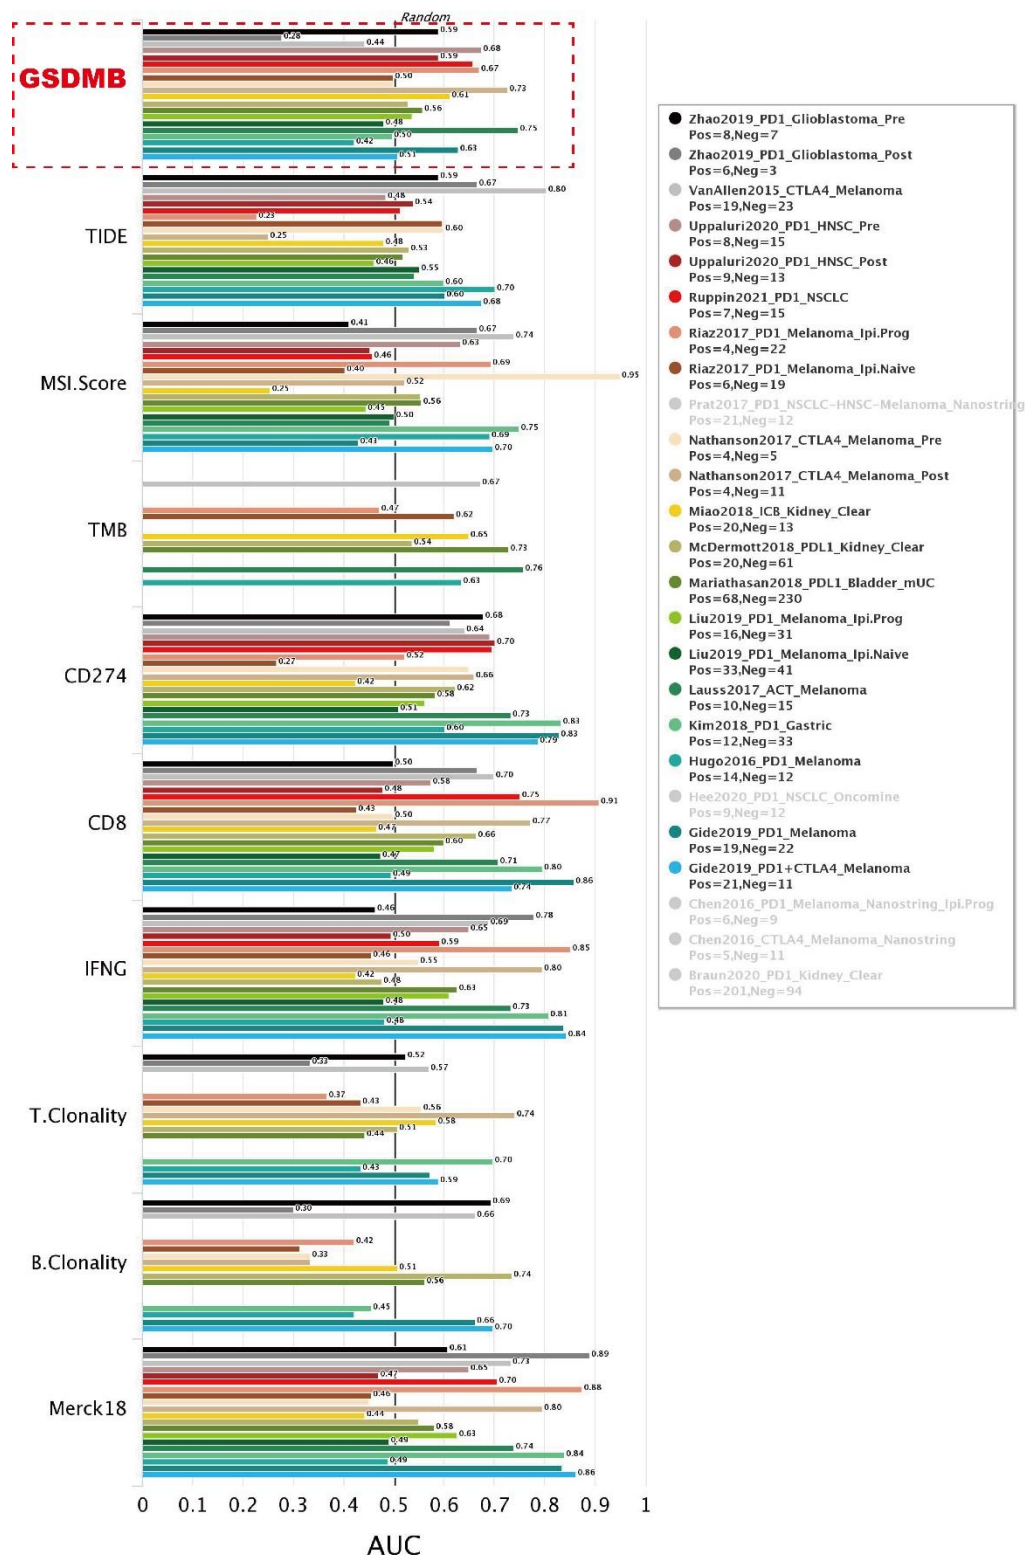 Random
GSDMB
0.59
0.28
0.44
0.68
0.59
0.67
0.50
0.73
0.61
0.56
0.48
0.75
0.50
0.42
0.63
0.51
TIDE
0.59
0.67
0.80
0.48
0.54
0.23
0.60
0.25
0.48
0.53
0.46
0.55
0.60
0.70
0.60
0.68
MSI.Score
0.41
0.67
0.74
0.63
0.46
0.69
0.40
0.95
0.52
0.25
0.56
0.45
0.50
0.75
0.69
0.43
0.70
TMB
0.67
0.47
0.62
0.65
0.54
0.73
0.76
0.63
CD274
0.68
0.64
0.70
0.52
0.27
0.66
0.42
0.62
0.58
0.51
0.73
0.83
0.60
0.83
0.79
CD8
0.50
0.70
0.58
0.48
0.75
0.91
0.43
0.50
0.77
0.47
0.66
0.60
0.47
0.71
0.80
0.49
0.86
0.74
IFNG
0.46
0.78
0.69
0.65
0.50
0.59
0.85
0.46
0.55
0.80
0.42
0.48
0.63
0.48
0.73
0.81
0.48
0.84
T.Clonality
0.52
0.33
0.57
0.37
0.43
0.56
0.74
0.58
0.51
0.44
0.70
0.43
0.59
B.Clonality
0.69
0.30
0.66
0.42
0.33
0.51
0.74
0.56
0.45
0.66
0.70
Merck18
0.61
0.89
0.73
0.65
0.47
0.70
0.88
0.46
0.80
0.44
0.58
0.63
0.49
0.74
0.84
0.49
0.86
0 0.1 0.2 0.3 0.4 0.5 0.6 0.7 0.8 0.9 1
AUC
Zhao2019_PD1_Glioblastoma_Pre
Pos=8,Neg=7
Zhao2019_PD1_Glioblastoma_Post
Pos=6,Neg=3
VanAllen2015_CTLA4_Melanoma
Pos=19,Neg=23
Uppaluri2020_PD1_HNSC_Pre
Pos=8,Neg=15
Uppaluri2020_PD1_HNSC_Post
Pos=9,Neg=13
Ruppin2021_PD1_NSCLC
Pos=7,Neg=15
Riaz2017_PD1_Melanoma_Ipi.Prog
Pos=4,Neg=22
Riaz2017_PD1_Melanoma_Ipi.Naive
Pos=6,Neg=19
Prat2017_PD1_NSCLC-HNSC-Melanoma_Nanostring
Pos=21,Neg=12
Nathanson2017_CTLA4_Melanoma_Pre
Pos=4,Neg=5
Nathanson2017_CTLA4_Melanoma_Post
Pos=4,Neg=11
Miao2018_ICB_Kidney_Clear
Pos=20,Neg=13
McDermott2018_PDL1_Kidney_Clear
Pos=20,Neg=61
Mariathasan2018_PDL1_Bladder_mUC
Pos=68,Neg=230
Liu2019_PD1_Melanoma_Ipi.Prog
Pos=16,Neg=31
Liu2019_PD1_Melanoma_Ipi.Naive
Pos=33,Neg=41
Lauss2017_ACT_Melanoma
Pos=10,Neg=15
Kim2018_PD1_Gastric
Pos=12,Neg=33
Hugo2016_PD1_Melanoma
Pos=14,Neg=12
Hee2020_PD1_NSCLC_Oncomine
Pos=9,Neg=12
Gide2019_PD1_Melanoma
Pos=19,Neg=22
Gide2019_PD1+CTLA4_Melanoma
Pos=21,Neg=11
Chen2016_PD1_Melanoma_Nanostring_Ipi.Prog
Pos=6,Neg=9
Chen2016_CTLA4_Melanoma_Nanostring
Pos=5,Neg=11
Braun2020_PD1_Kidney_Clear
Pos=201,Neg=94